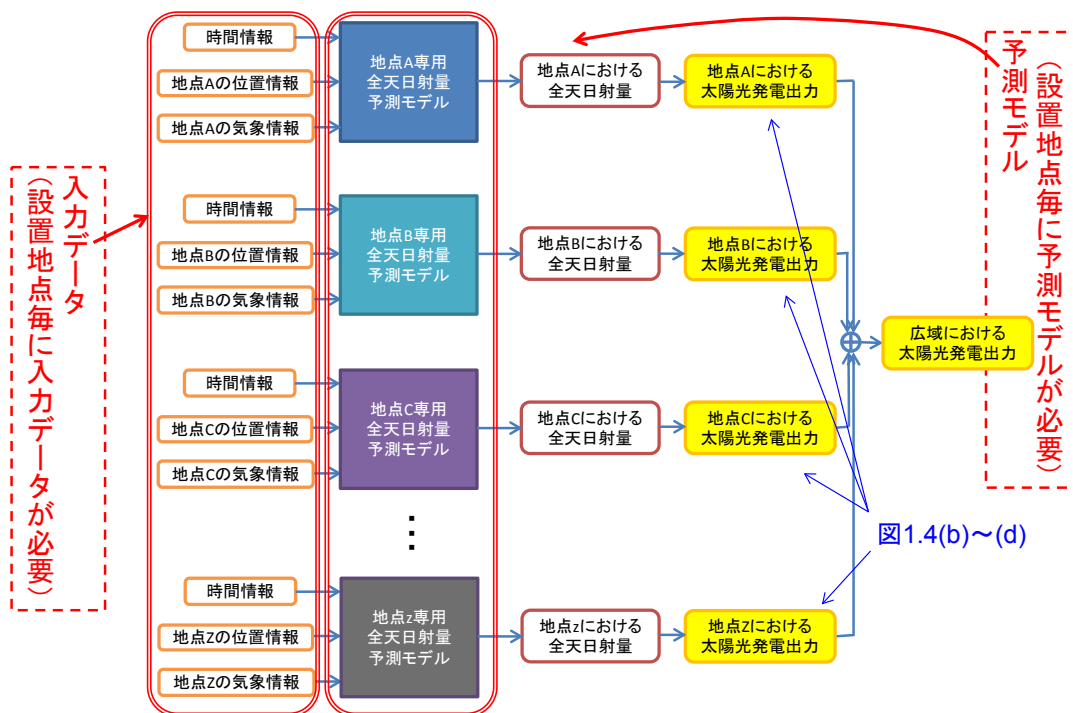 入力データ
（設置地点毎に入力データが必要）
時間情報
地点Aの位置情報
地点Aの気象情報
地点A専用
全天日射量
予測モデル
地点Aにおける
全天日射量
地点Aにおける
太陽光発電出力
時間情報
地点Bの位置情報
地点Bの気象情報
地点B専用
全天日射量
予測モデル
地点Bにおける
全天日射量
地点Bにおける
太陽光発電出力
時間情報
地点Cの位置情報
地点Cの気象情報
地点C専用
全天日射量
予測モデル
地点Cにおける
全天日射量
地点Cにおける
太陽光発電出力
⋮
時間情報
地点Zの位置情報
地点Zの気象情報
地点z専用
全天日射量
予測モデル
地点zにおける
全天日射量
地点Zにおける
太陽光発電出力
広域における
太陽光発電出力
図1.4(b)～(d)
予測モデル
（設置地点毎に予測モデルが必要）